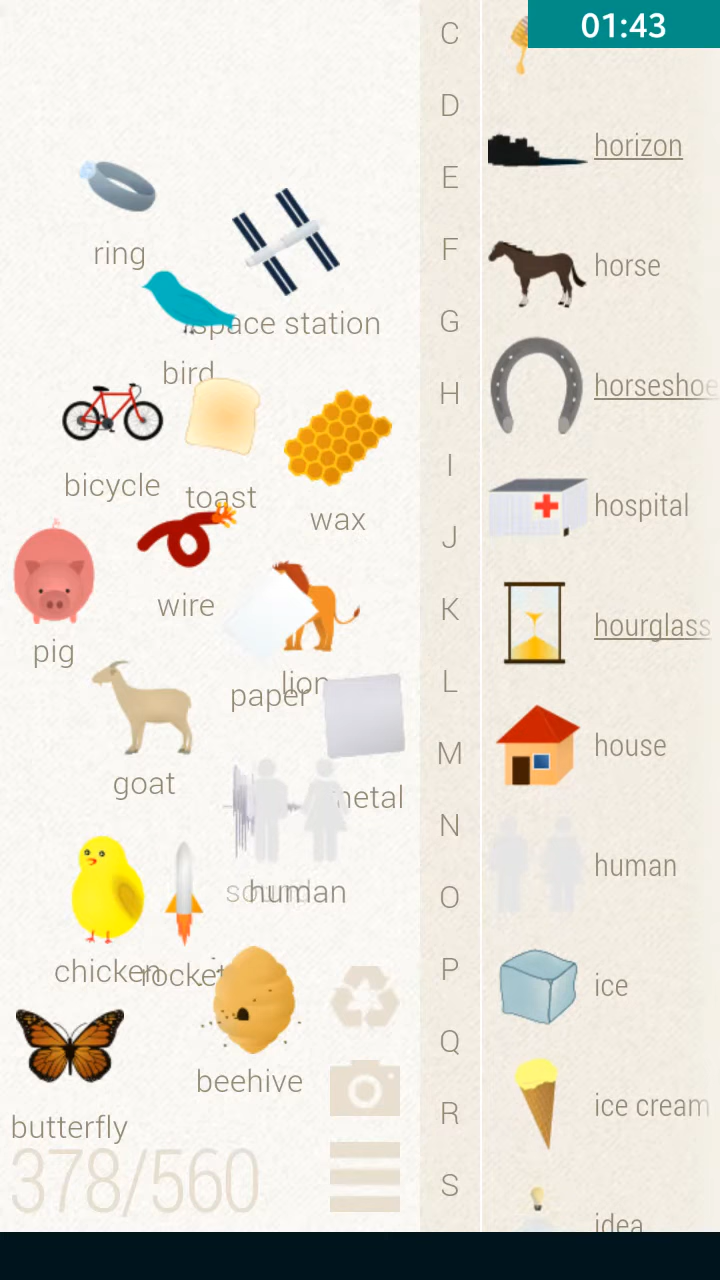 01:43
ring
space station
bird
bicycle
toast
wax
wire
pig
lion
paper
goat
metal
sound
human
chicken
rocket
beehive
butterfly
378/560
C
D
E
F
G
H
I
J
K
L
M
N
O
P
Q
R
S
horizon
horse
horseshoe
hospital
hourglass
house
human
ice
ice cream
idea